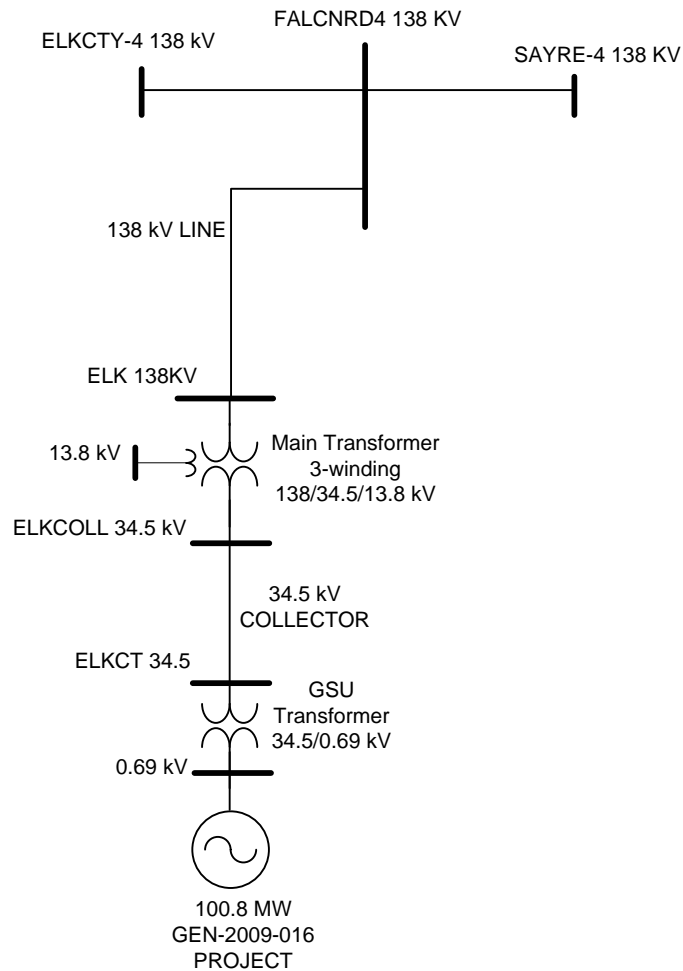 FALCNRD4 138 KV
ELKCTY-4 138 kV
SAYRE-4 138 KV
138 kV LINE
ELK 138KV
13.8 kV
Main Transformer
3-winding
138/34.5/13.8 kV
ELKCOLL 34.5 kV
34.5 kV
COLLECTOR
ELKCT 34.5
GSU
Transformer
34.5/0.69 kV
0.69 kV
100.8 MW
GEN-2009-016
PROJECT